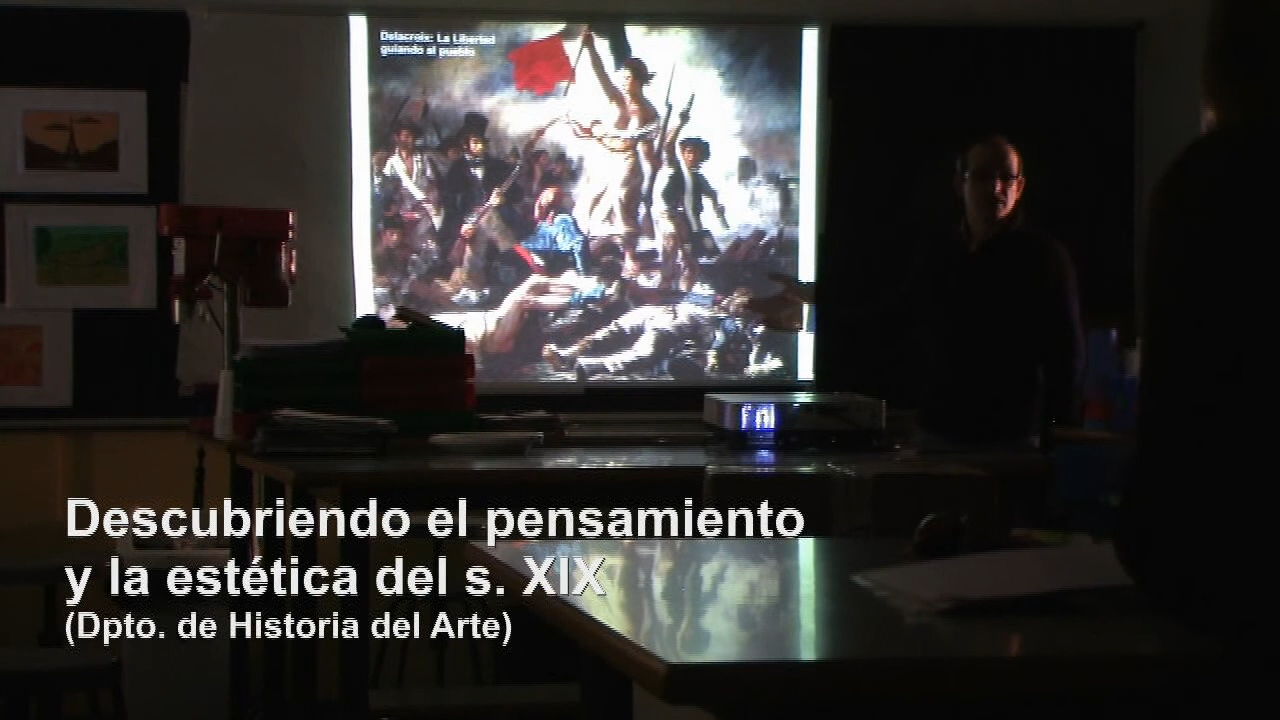 Delacroix: La Libertad
guiando al pueblo
Descubriendo el pensamiento
y la estética del s. XIX
(Dpto. de Historia del Arte)